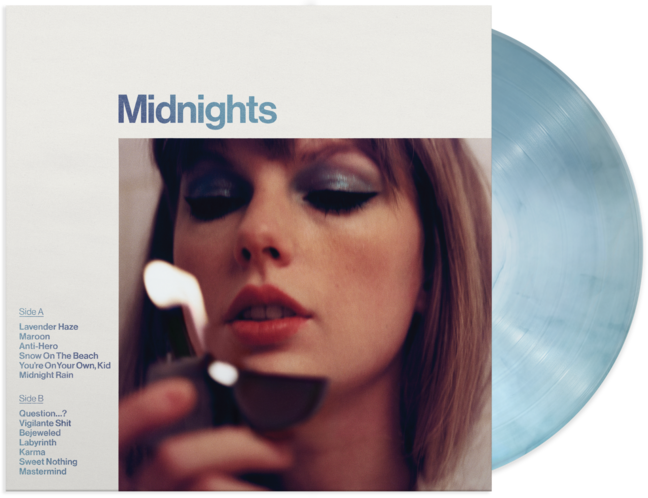 Midnights
Side A
Lavender Haze
Maroon
Anti-Hero
Snow On The Beach
You're On Your Own, Kid
Midnight Rain
Side B
Question...?
Vigilante Shit
Bejeweled
Labyrinth
Karma
Sweet Nothing
Mastermind